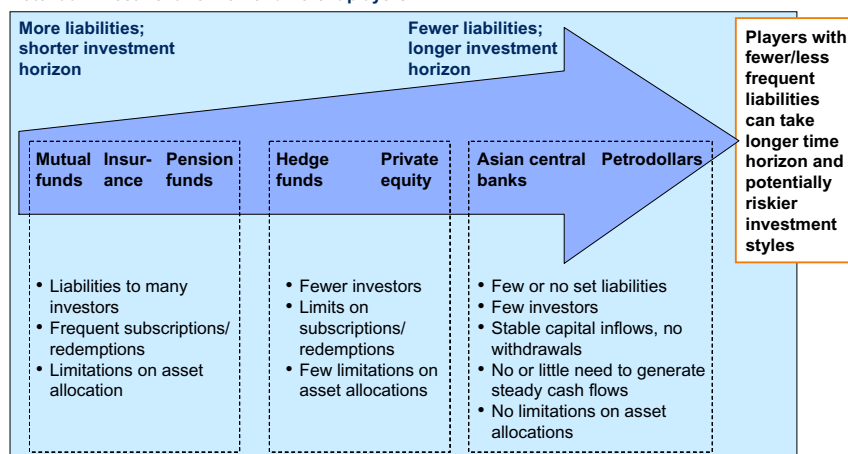 More liabilities;
shorter investment
horizon
Fewer liabilities;
longer investment
horizon
Players with
fewer/less
frequent
liabilities
can take
longer time
horizon and
potentially
riskier
investment
styles
Mutual
funds
Insur-
ance
Pension
funds
Hedge
funds
Private
equity
Asian central
banks
Petrodollars
• Liabilities to many
investors
• Frequent subscriptions/
redemptions
• Limitations on asset
allocation
• Fewer investors
• Limits on
subscriptions/
redemptions
• Few limitations on
asset allocations
• Few or no set liabilities
• Few investors
• Stable capital inflows, no
withdrawals
• No or little need to generate
steady cash flows
• No limitations on asset
allocations